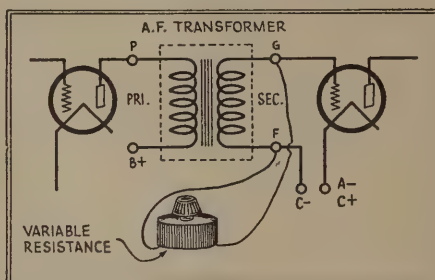 A.F. TRANSFORMER
P
G
PRI.
SEC.
B+
F
C-
A-
C+
VARIABLE
RESISTANCE